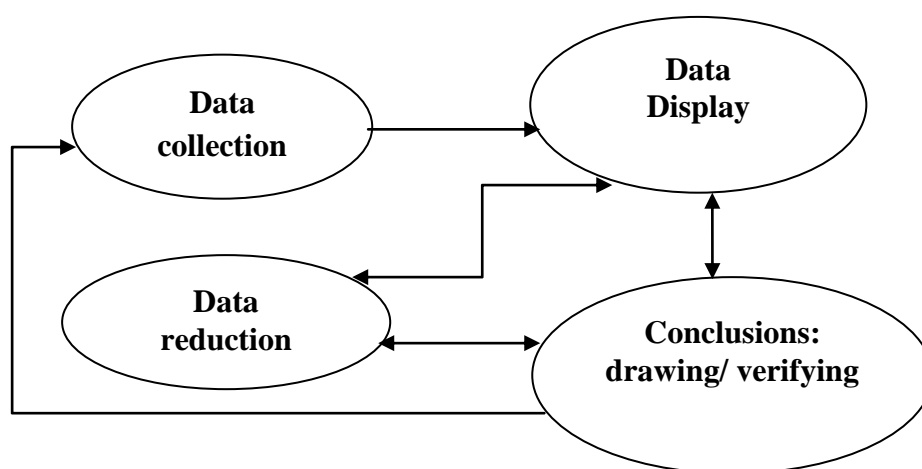 Data
collection
Data
Display
Data
reduction
Conclusions:
drawing/ verifying